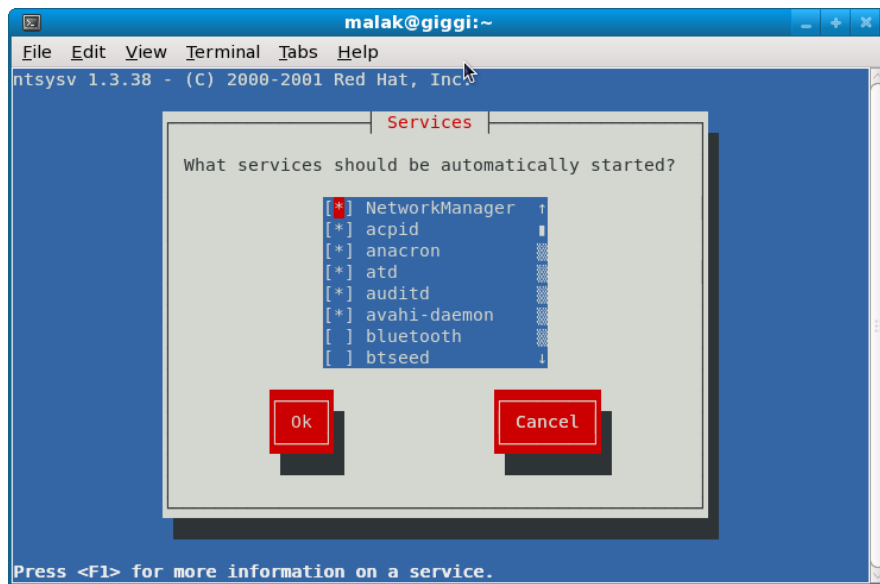 malak@giggi:~
File Edit View Terminal Tabs Help
ntsysv 1.3.38 - (C) 2000-2001 Red Hat, Inc.
Services
What services should be automatically started?
[*] NetworkManager ↑
[*] acpid
[*] anacron
[*] atd
[*] auditd
[*] avahi-daemon
[ ] bluetooth
[ ] btseed ↓
Ok Cancel
Press <F1> for more information on a service.